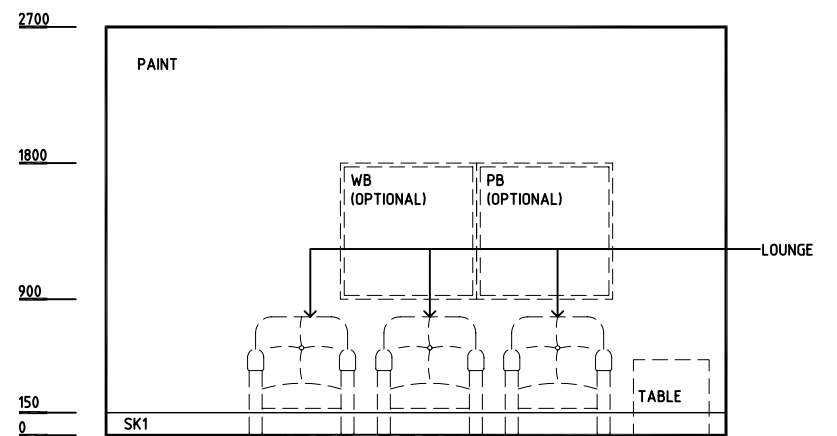 2700
PAINT
1800
WB
(OPTIONAL)
PB
(OPTIONAL)
LOUNGE
900
TABLE
150
SK1
0